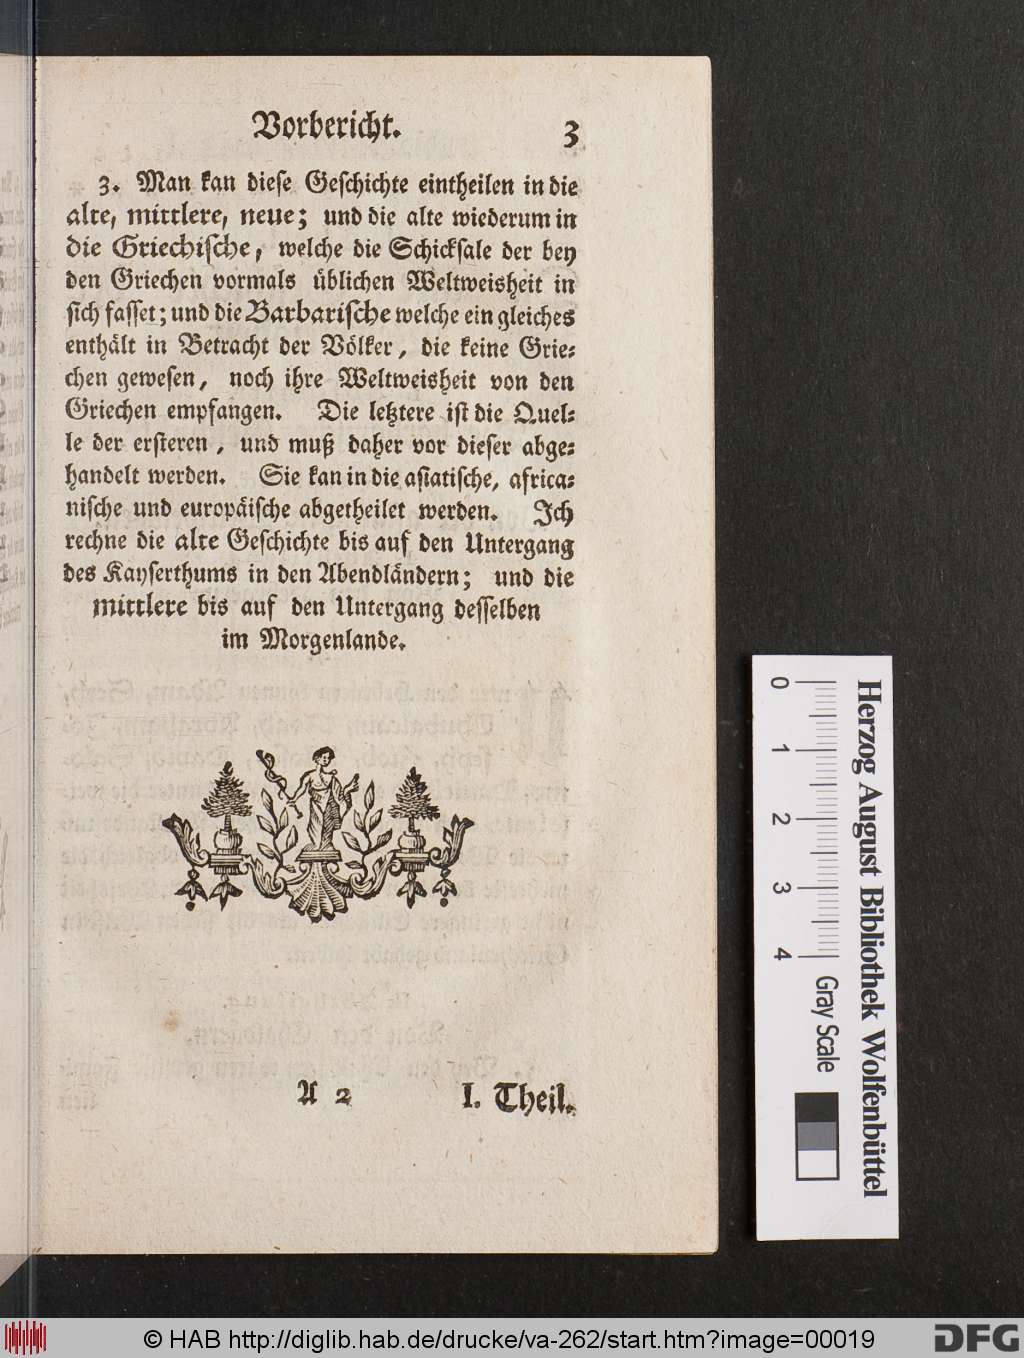 Vorbericht. 3
3. Man kan diese Geschichte eintheilen in die
alte, mittlere, neue; und die alte wiederum in
die Griechische, welche die Schicksale der bey
den Griechen vormals üblichen Weltweisheit in
sich fasset; und die Barbarische welche ein gleiches
enthält in Betracht der Völker, die keine Grie-
chen gewesen, noch ihre Weltweisheit von den
Griechen empfangen. Die letztere ist die Quel-
le der ersteren, und muß daher vor dieser abge-
handelt werden. Sie kan in die asiatische, africa-
nische und europäische abgetheilet werden. Ich
rechne die alte Geschichte bis auf den Untergang
des Kayserthums in den Abendländern; und die
mittlere bis auf den Untergang desselben
im Morgenlande.
A 2 I. Theil.
0 1 2 3 4
Herzog August Bibliothek Wolfenbüttel
Gray Scale
© HAB http://diglib.hab.de/drucke/va-262/start.htm?image=00019
DFG